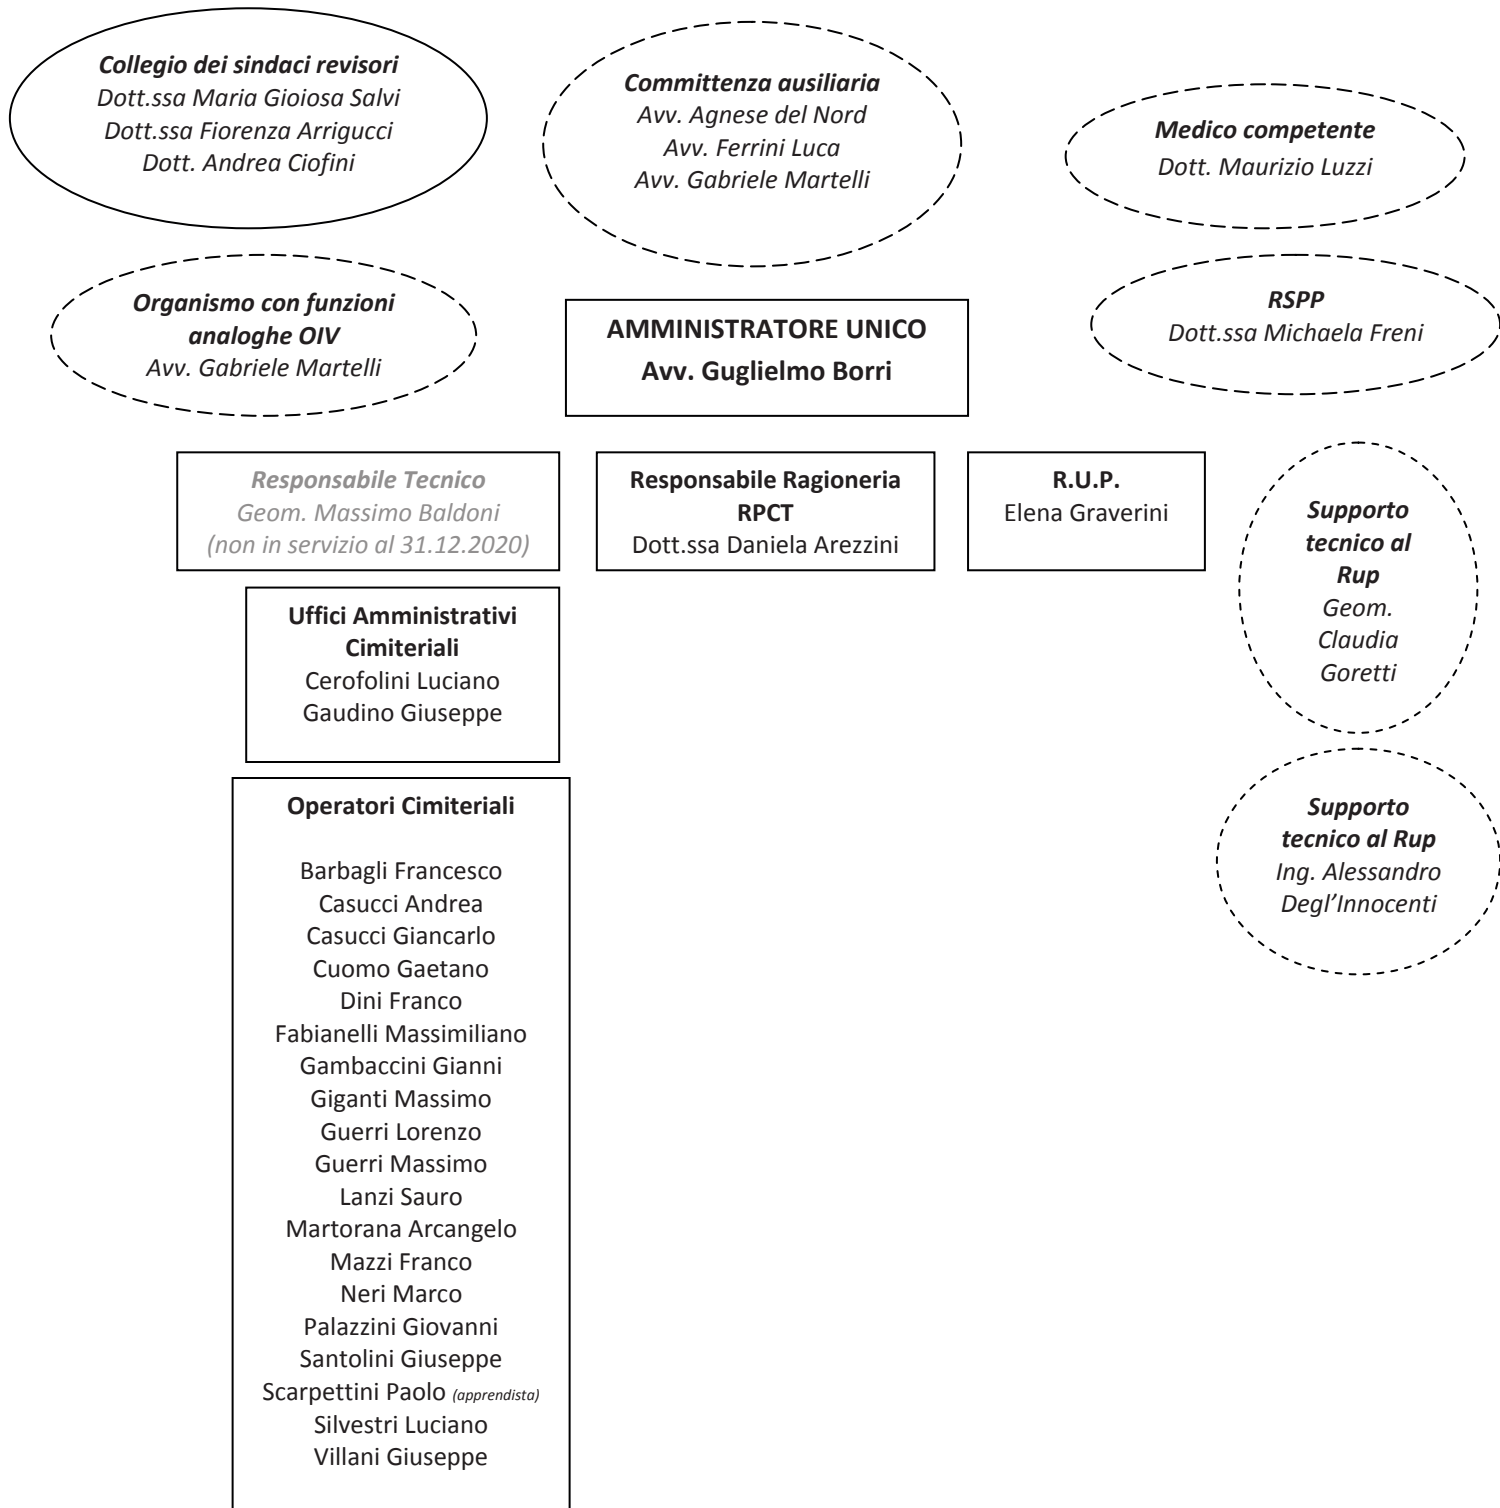 Collegio dei sindaci revisori
Dott.ssa Maria Gioiosa Salvi
Dott.ssa Fiorenza Arrigucci
Dott. Andrea Ciofini
Committenza ausiliaria
Avv. Agnese del Nord
Avv. Ferrini Luca
Avv. Gabriele Martelli
Medico competente
Dott. Maurizio Luzzi
Organismo con funzioni
analoghe OIV
Avv. Gabriele Martelli
AMMINISTRATORE UNICO
Avv. Guglielmo Borri
RSPP
Dott.ssa Michaela Freni
Responsabile Tecnico
Geom. Massimo Baldoni
(non in servizio al 31.12.2020)
Responsabile Ragioneria
RPCT
Dott.ssa Daniela Arezzini
R.U.P.
Elena Graverini
Supporto
tecnico al
Rup
Geom.
Claudia
Goretti
Uffici Amministrativi
Cimiteriali
Cerofolini Luciano
Gaudino Giuseppe
Supporto
tecnico al Rup
Ing. Alessandro
Degl’Innocenti
Operatori Cimiteriali
Barbagli Francesco
Casucci Andrea
Casucci Giancarlo
Cuomo Gaetano
Dini Franco
Fabianelli Massimiliano
Gambaccini Gianni
Giganti Massimo
Guerri Lorenzo
Guerri Massimo
Lanzi Sauro
Martorana Arcangelo
Mazzi Franco
Neri Marco
Palazzini Giovanni
Santolini Giuseppe
Scarpettini Paolo (apprendista)
Silvestri Luciano
Villani Giuseppe